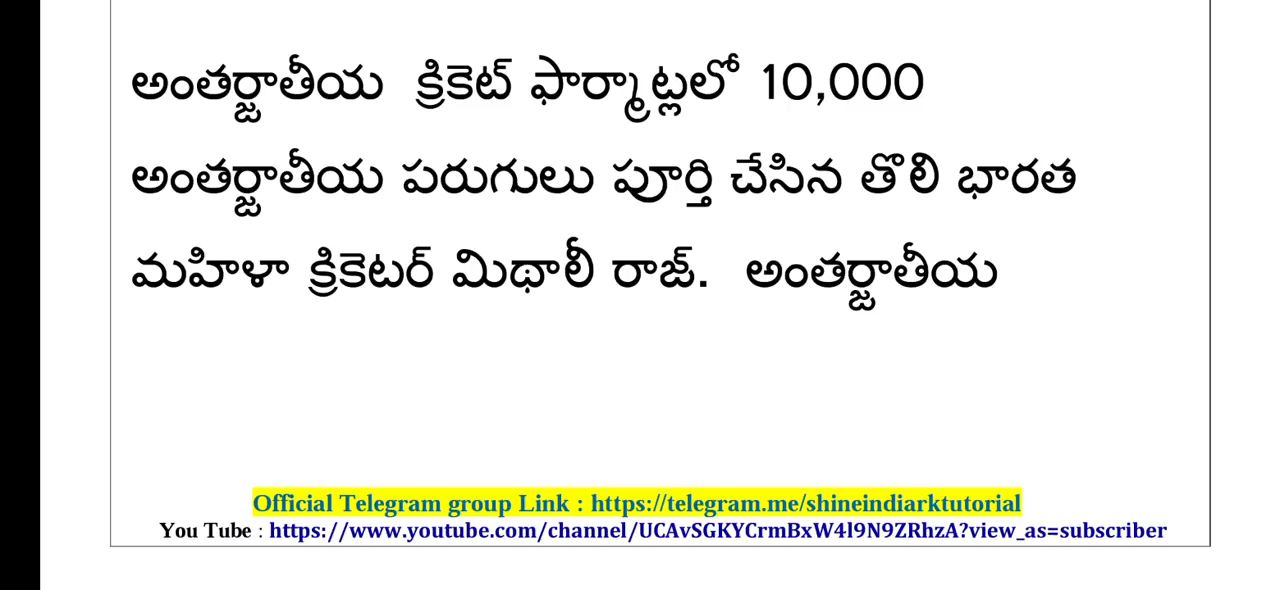 అంతర్జాతీయ క్రికెట్ ఫార్మాట్లలో 10,000
అంతర్జాతీయ పరుగులు పూర్తి చేసిన తొలి భారత
మహిళా క్రికెటర్ మిథాలీ రాజ్. అంతర్జాతీయ
Official Telegram group Link : https://telegram.me/shineindiarktutorial
You Tube : https://www.youtube.com/channel/UCAvSGKYCrmBxW4l9N9ZRhzA?view_as=subscriber